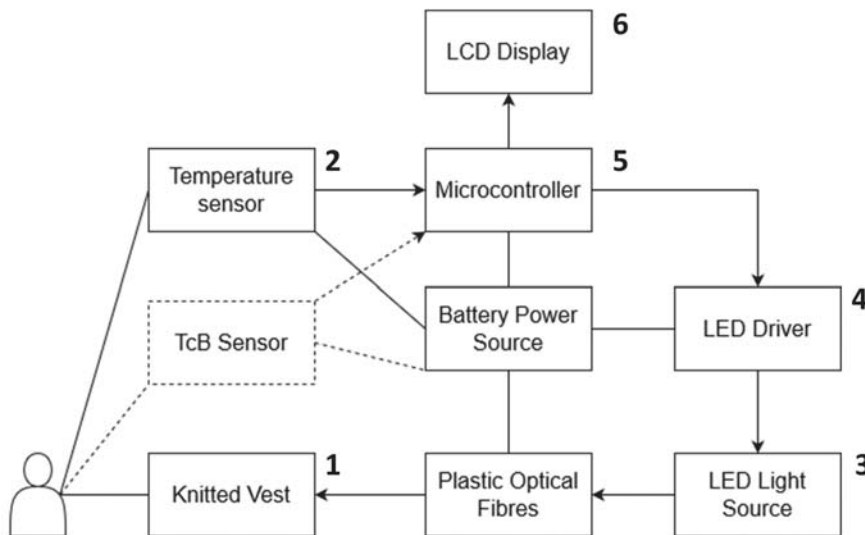 LCD Display
6
Temperature
sensor
2
Microcontroller
5
TcB Sensor
Battery Power
Source
LED Driver
4
Knitted Vest
1
Plastic Optical
Fibres
LED Light
Source
3